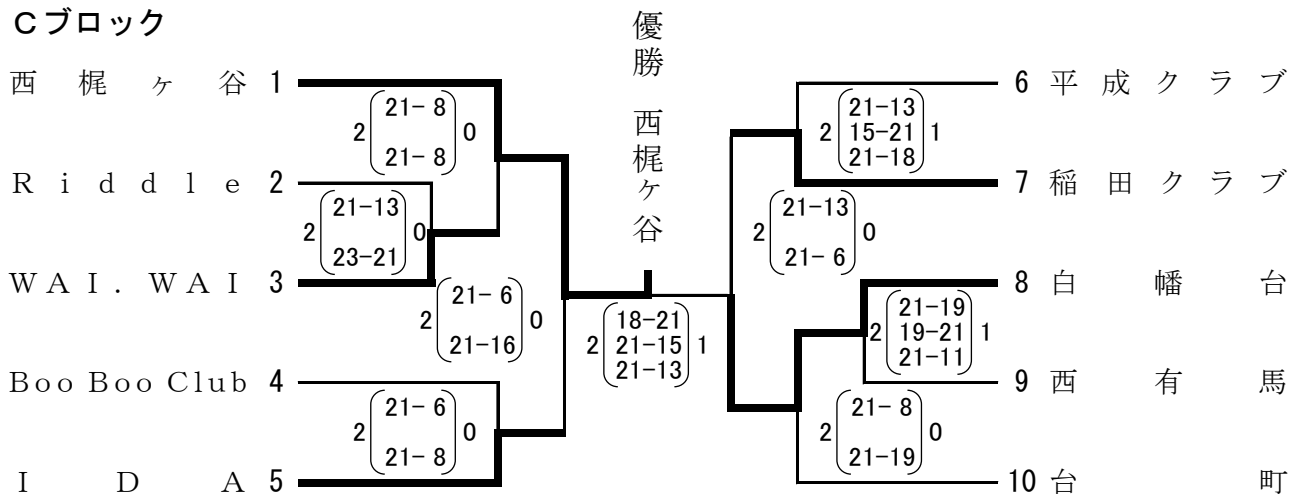 Cブロック
優勝 西梶ヶ谷
西梶ヶ谷 1
2 21- 8 0
21- 8
Riddle 2
2 21-13 0
23-21
WAI.WAI 3
2 21- 6 0
21-16
Boo Boo Club 4
2 21- 6 0
21- 8
IDA 5
18-21
2 21-15 1
21-13
6 平成クラブ
21-13
2 15-21 1
21-18
7 稲田クラブ
2 21-13 0
21- 6
8 白幡台
21-19
2 19-21 1
21-11
9 西有馬
2 21- 8 0
21-19
10 台町